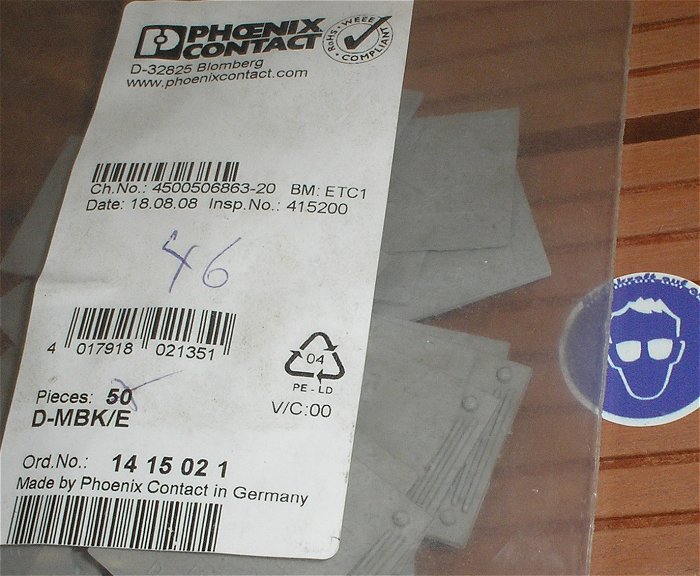 PHŒNIX
CONTACT
RoHS · WEEE
COMPLIANT
D-32825 Blomberg
www.phoenixcontact.com
Ch.No.: 4500506863-20 BM: ETC1
Date: 18.08.08 Insp.No.: 415200
46
4 017918 021351
04
PE - LD
Pieces: 50
V/C:00
D-MBK/E
Ord.No.: 14 15 02 1
Made by Phoenix Contact in Germany
auf